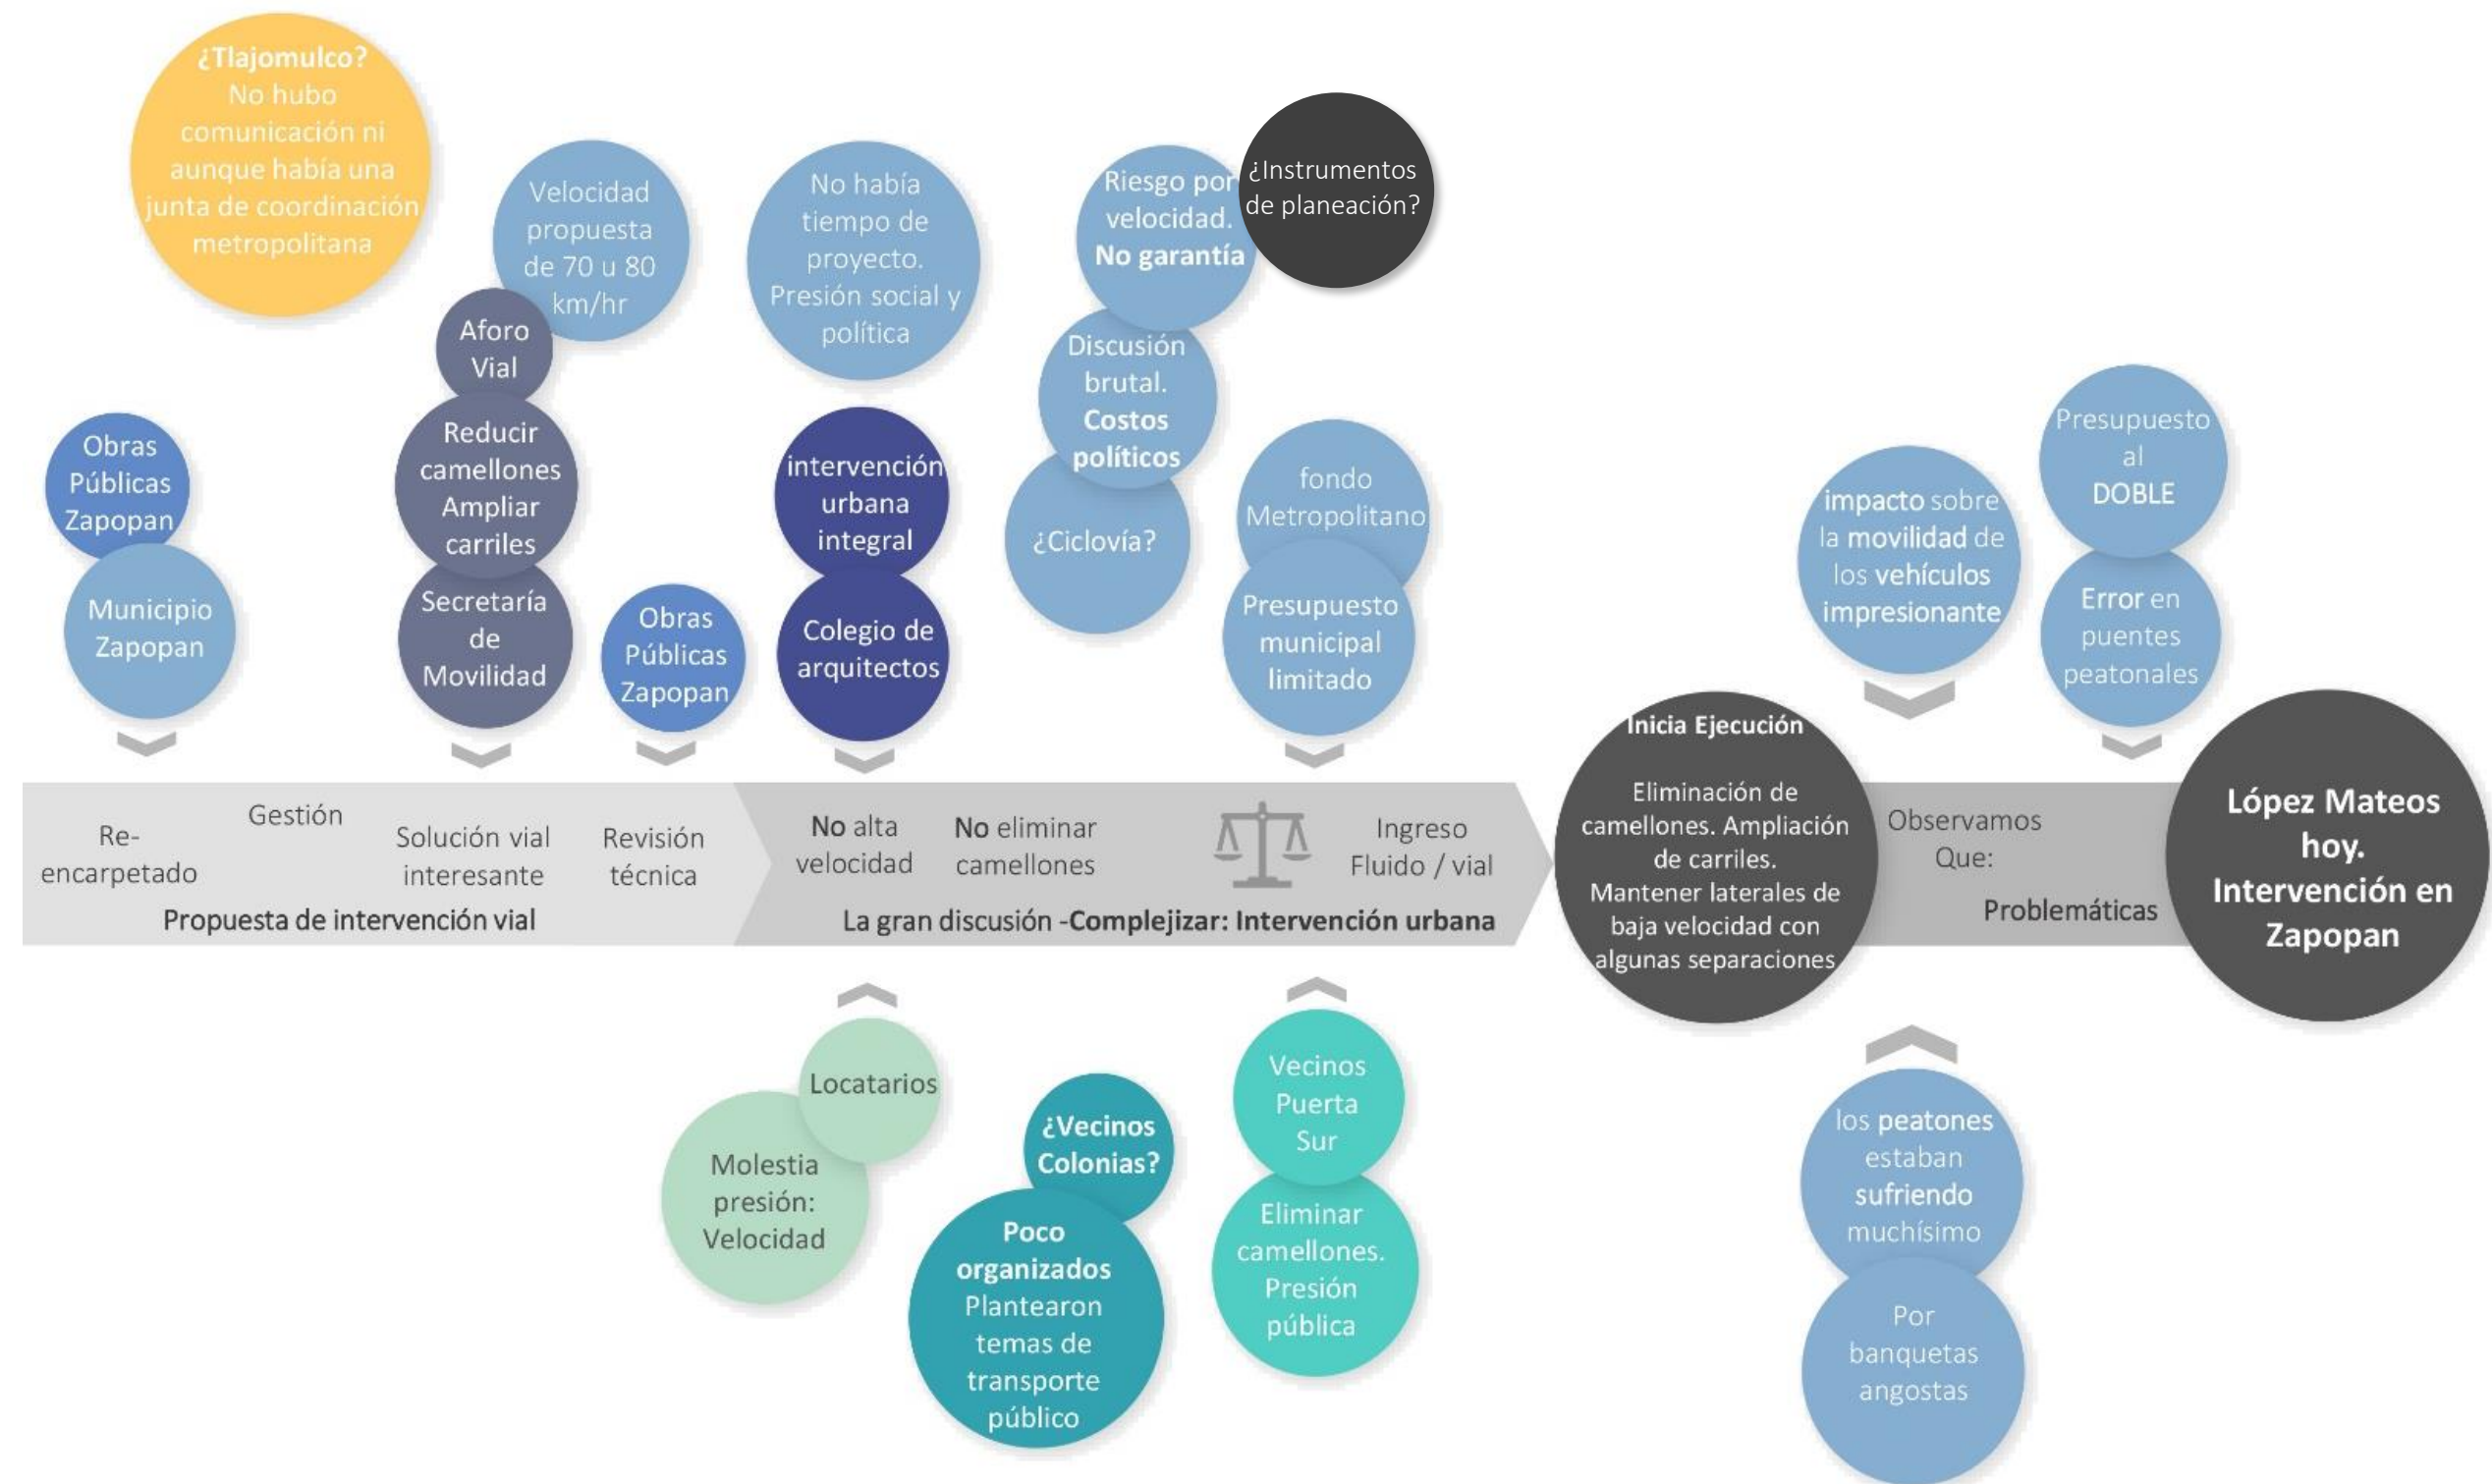 ¿Tlajomulco?
No hubo
comunicación ni
aunque había una
junta de coordinación
metropolitana
Velocidad
propuesta
de 70 u 80
km/hr
Aforo
Vial
Reducir
camellones
Ampliar
carriles
Secretaría
de
Movilidad
Obras
Públicas
Zapopan
Municipio
Zapopan
Obras
Públicas
Zapopan
No había
tiempo de
proyecto.
Presión social y
política
intervención
urbana
integral
Colegio de
arquitectos
Riesgo por
velocidad.
No garantía
¿Instrumentos
de planeación?
Discusión
brutal.
Costos
políticos
¿Ciclovía?
fondo
Metropolitano
Presupuesto
municipal
limitado
impacto sobre
la movilidad de
los vehículos
impresionante
Presupuesto
al
DOBLE
Error en
puentes
peatonales
Re-
encarpetado
Gestión
Solución vial
interesante
Revisión
técnica
Propuesta de intervención vial
No alta
velocidad
No eliminar
camellones
Ingreso
Fluido / vial
La gran discusión -Complejizar: Intervención urbana
Inicia Ejecución
Eliminación de
camellones. Ampliación
de carriles.
Mantener laterales de
baja velocidad con
algunas separaciones
Observamos
Que:
Problemáticas
López Mateos
hoy.
Intervención en
Zapopan
Locatarios
Molestia
presión:
Velocidad
¿Vecinos
Colonias?
Poco
organizados
Plantearon
temas de
transporte
público
Vecinos
Puerta
Sur
Eliminar
camellones.
Presión
pública
los peatones
estaban
sufriendo
muchísimo
Por
banquetas
angostas